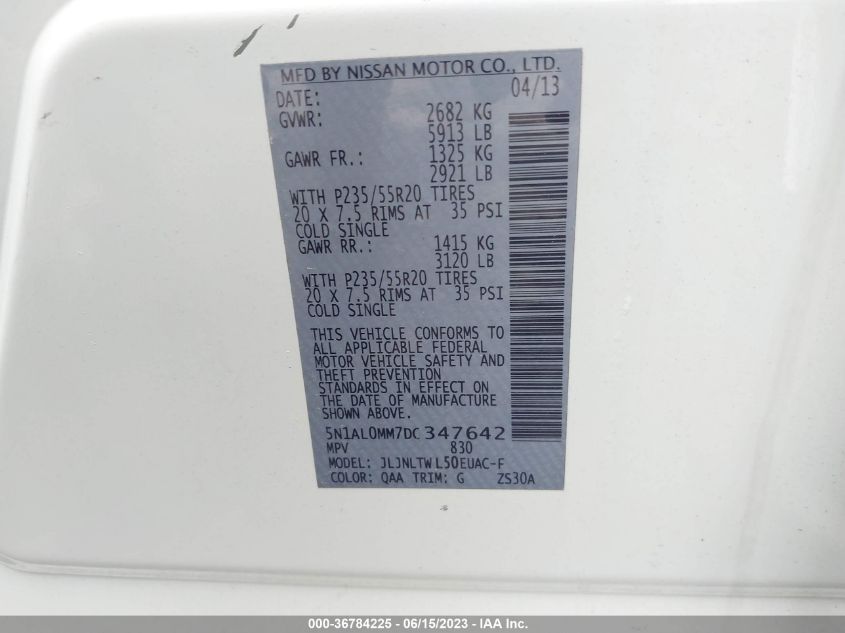 MFD BY NISSAN MOTOR CO., LTD.
DATE: 04/13
GVWR: 2682 KG
5913 LB
GAWR FR.: 1325 KG
2921 LB
WITH P235/55R20 TIRES
20 X 7.5 RIMS AT 35 PSI
COLD SINGLE
GAWR RR.: 1415 KG
3120 LB
WITH P235/55R20 TIRES
20 X 7.5 RIMS AT 35 PSI
COLD SINGLE
THIS VEHICLE CONFORMS TO
ALL APPLICABLE FEDERAL
MOTOR VEHICLE SAFETY AND
THEFT PREVENTION
STANDARDS IN EFFECT ON
THE DATE OF MANUFACTURE
SHOWN ABOVE.
5N1AL0MM7DC347642
MPV 830
MODEL: JLJNLTWL50EUAC-F
COLOR: QAA TRIM: G ZS30A
000-36784225 - 06/15/2023 - IAA Inc.